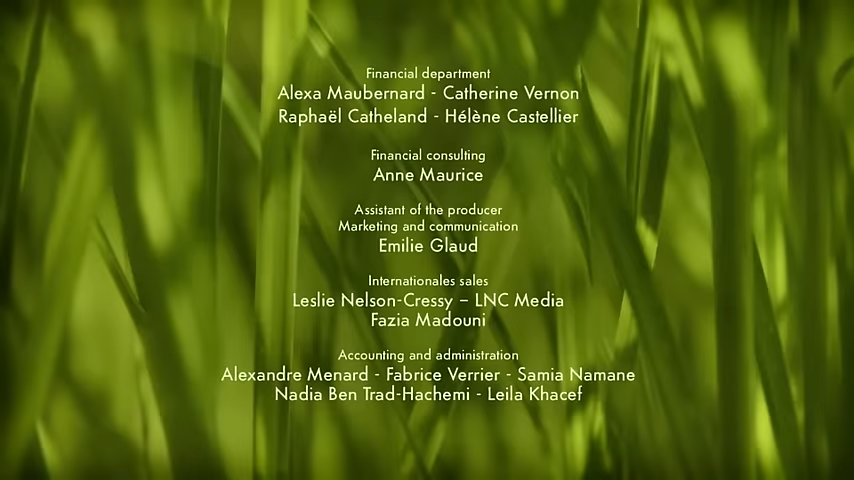 Financial department
Alexa Maubernard - Catherine Vernon
Raphaël Catheland - Hélène Castellier
Financial consulting
Anne Maurice
Assistant of the producer
Marketing and communication
Emilie Glaud
Internationales sales
Leslie Nelson-Cressy – LNC Media
Fazia Madouni
Accounting and administration
Alexandre Menard - Fabrice Verrier - Samia Namane
Nadia Ben Trad-Hachemi - Leila Khacef